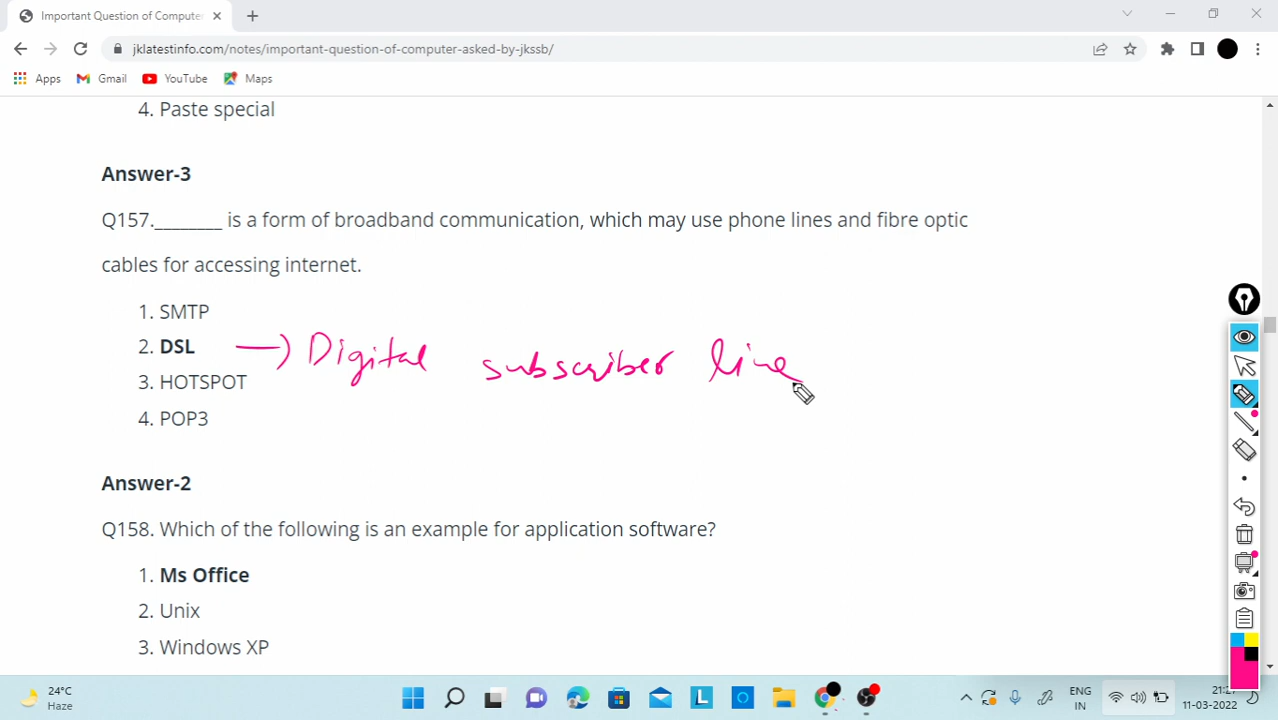 Important Question of Computer
jklatestinfo.com/notes/important-question-of-computer-asked-by-jkssb/
Apps Gmail YouTube Maps
4. Paste special
Answer-3
Q157.________ is a form of broadband communication, which may use phone lines and fibre optic
cables for accessing internet.
1. SMTP
2. DSL → Digital subscriber line
3. HOTSPOT
4. POP3
Answer-2
Q158. Which of the following is an example for application software?
1. Ms Office
2. Unix
3. Windows XP
24°C
Haze
ENG
IN
21:27
11-03-2022